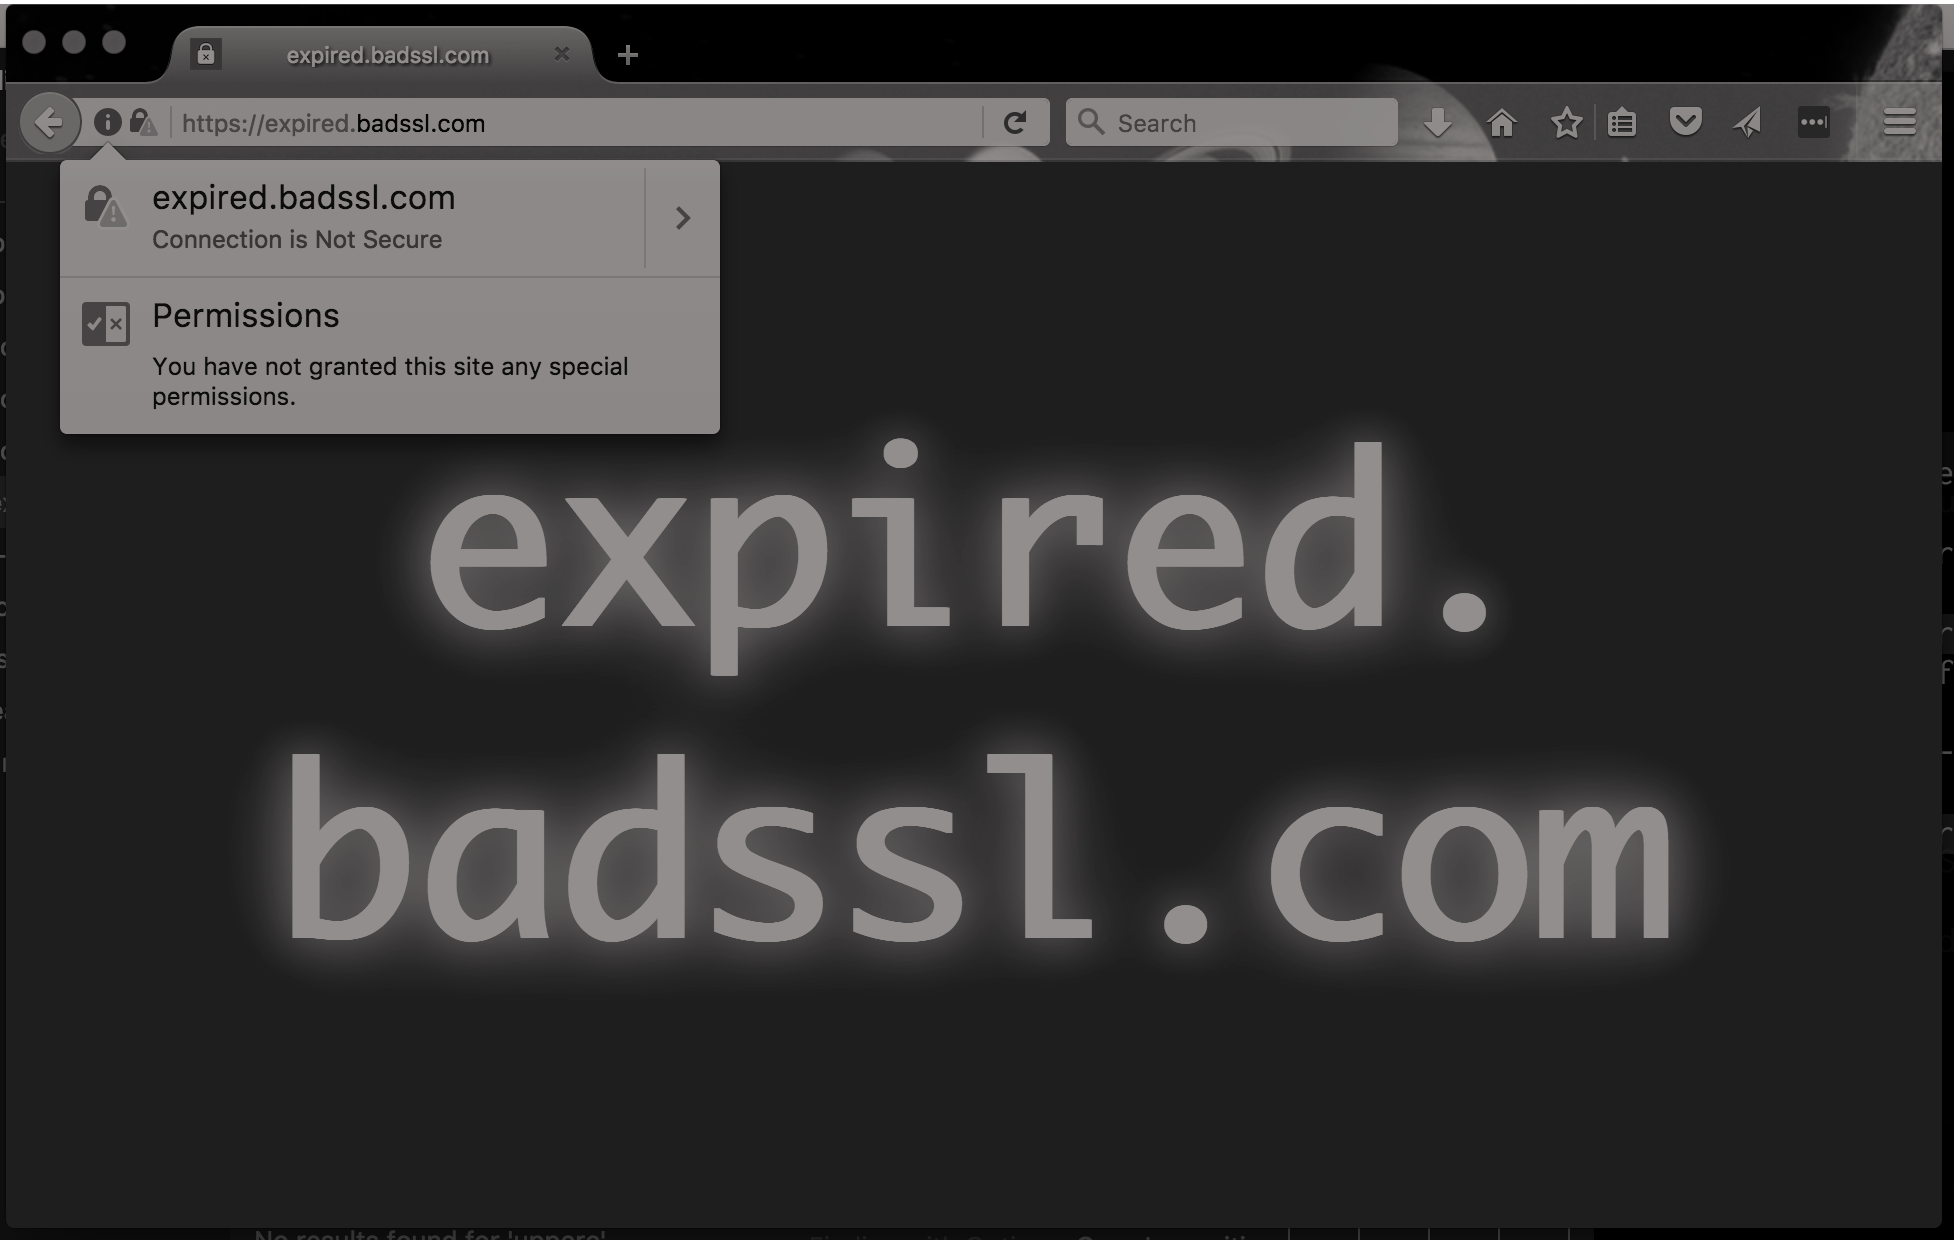 expired.badssl.com
https://expired.badssl.com
Search
expired.badssl.com
Connection is Not Secure
Permissions
You have not granted this site any special
permissions.
expired.
badssl.com
No results found for 'uppers'